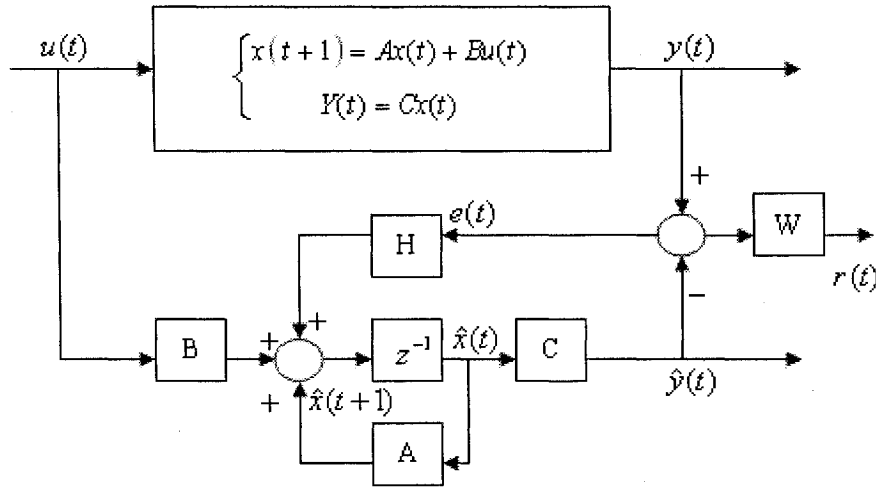 u(t)
x(t+1) = Ax(t) + Bu(t)
Y(t) = Cx(t)
y(t)
+
e(t)
W
H
r(t)
+
−
B
+
z⁻¹
x̂(t)
C
ŷ(t)
+
x̂(t+1)
A